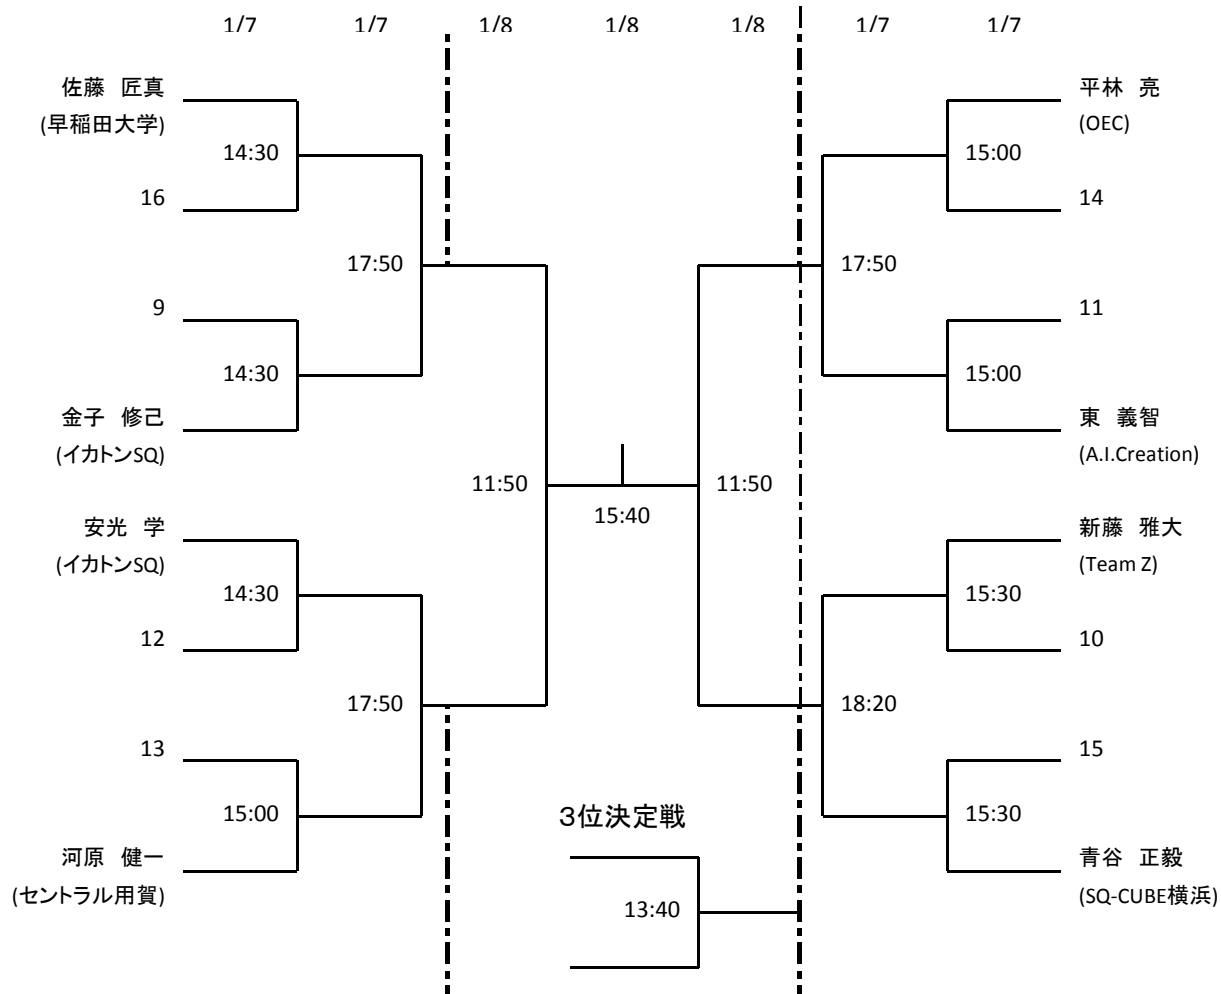 1/7 1/7 1/8 1/8 1/8 1/7 1/7
佐藤 匠真
(早稲田大学)
14:30
16
17:50
9
14:30
金子 修己
(イカトンSQ)
11:50
安光 学
(イカトンSQ)
14:30
12
17:50
13
15:00
河原 健一
(セントラル用賀)
15:40
3位決定戦
13:40
平林 亮
(OEC)
15:00
14
17:50
11
15:00
東 義智
(A.I.Creation)
11:50
新藤 雅大
(Team Z)
15:30
10
18:20
15
15:30
青谷 正毅
(SQ-CUBE横浜)